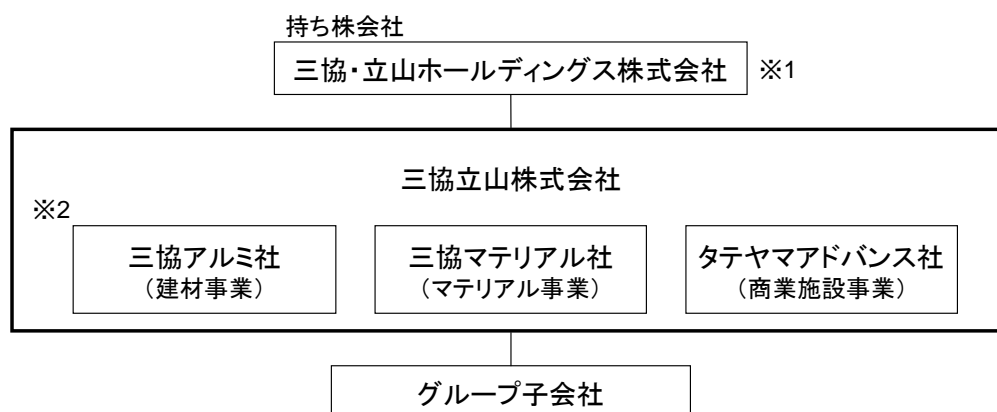 持ち株会社
三協・立山ホールディングス株式会社 ※1
三協立山株式会社
※2
三協アルミ社
（建材事業）
三協マテリアル社
（マテリアル事業）
タテヤマアドバンス社
（商業施設事業）
グループ子会社